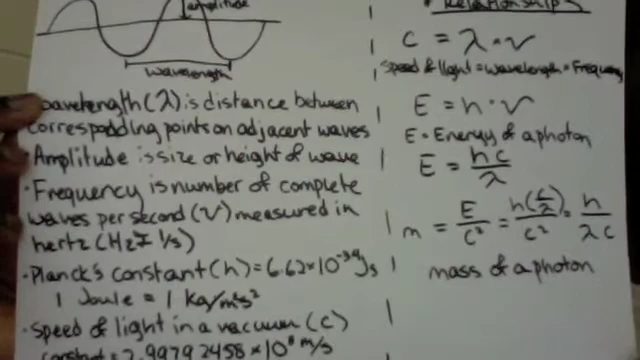 amplitude
wavelength
wavelength (λ) is distance between
correspodding points on adjacent waves
· Amplitude is size or height of wave
· Frequency is number of complete
waves per second (ν) measured in
hertz (Hz = 1/s)
· Planck's constant (h) = 6.62×10⁻³⁴ Js
1 Joule = 1 kg/m²s²
· Speed of light in a vacuum (c)
constant = 2.99792458 × 10⁸ m/s
Relationships
c = λ · ν
Speed of light = wavelength × Frequency
E = h · ν
E = Energy of a photon
E = hc/λ
m = E/c² = h(c/λ)/c² = h/λc
mass of a photon